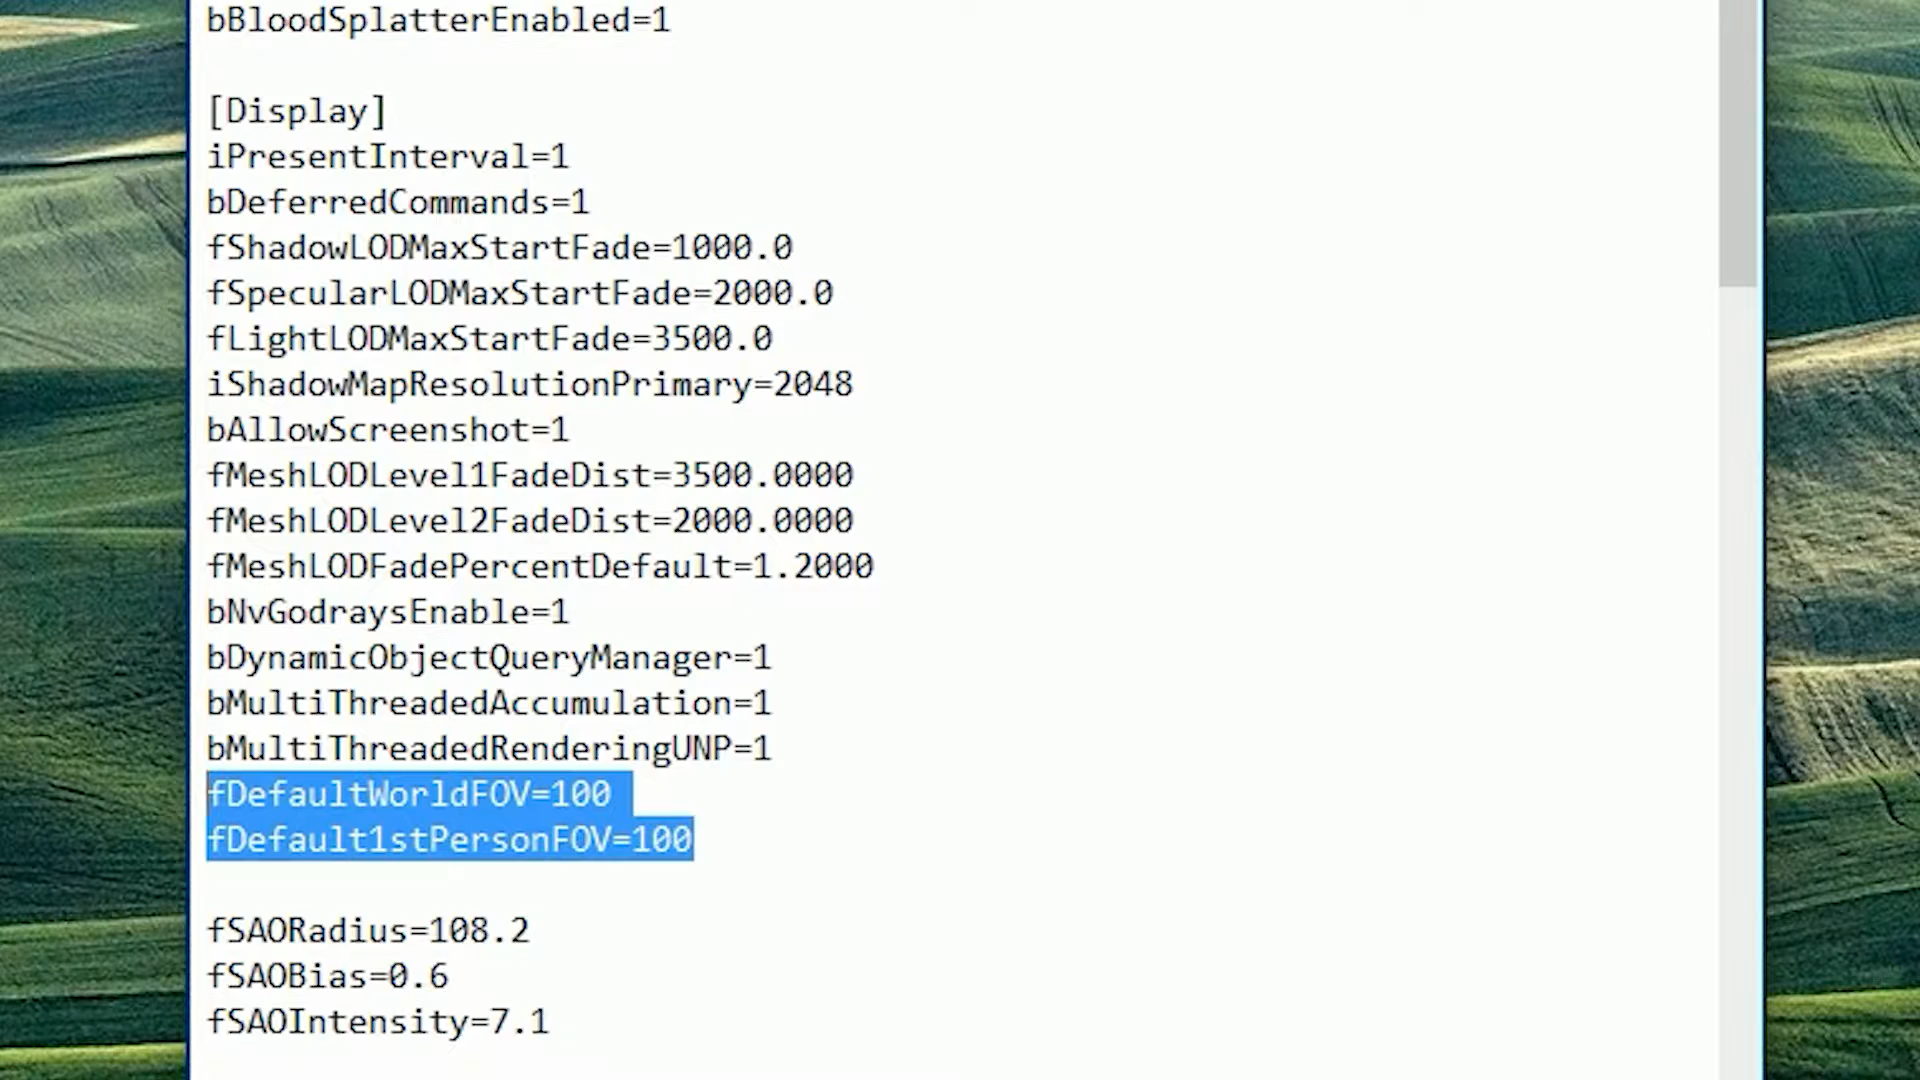 bBloodSplatterEnabled=1
[Display]
iPresentInterval=1
bDeferredCommands=1
fShadowLODMaxStartFade=1000.0
fSpecularLODMaxStartFade=2000.0
fLightLODMaxStartFade=3500.0
iShadowMapResolutionPrimary=2048
bAllowScreenshot=1
fMeshLODLevel1FadeDist=3500.0000
fMeshLODLevel2FadeDist=2000.0000
fMeshLODFadePercentDefault=1.2000
bNvGodraysEnable=1
bDynamicObjectQueryManager=1
bMultiThreadedAccumulation=1
bMultiThreadedRenderingUNP=1
fDefaultWorldFOV=100
fDefault1stPersonFOV=100
fSAORadius=108.2
fSAOBias=0.6
fSAOIntensity=7.1